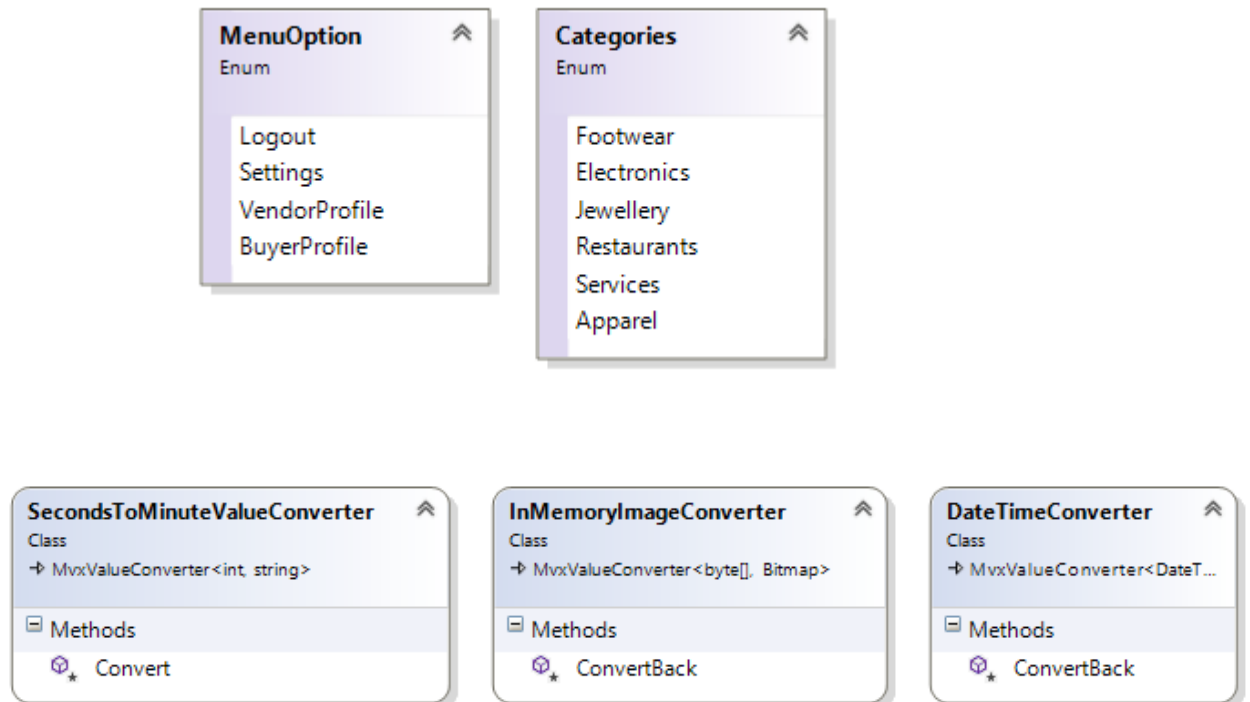 MenuOption
Enum
Logout
Settings
VendorProfile
BuyerProfile
Categories
Enum
Footwear
Electronics
Jewellery
Restaurants
Services
Apparel
SecondsToMinuteValueConverter
Class
MvxValueConverter<int, string>
Methods
Convert
InMemoryImageConverter
Class
MvxValueConverter<byte[], Bitmap>
Methods
ConvertBack
DateTimeConverter
Class
MvxValueConverter<DateT...
Methods
ConvertBack